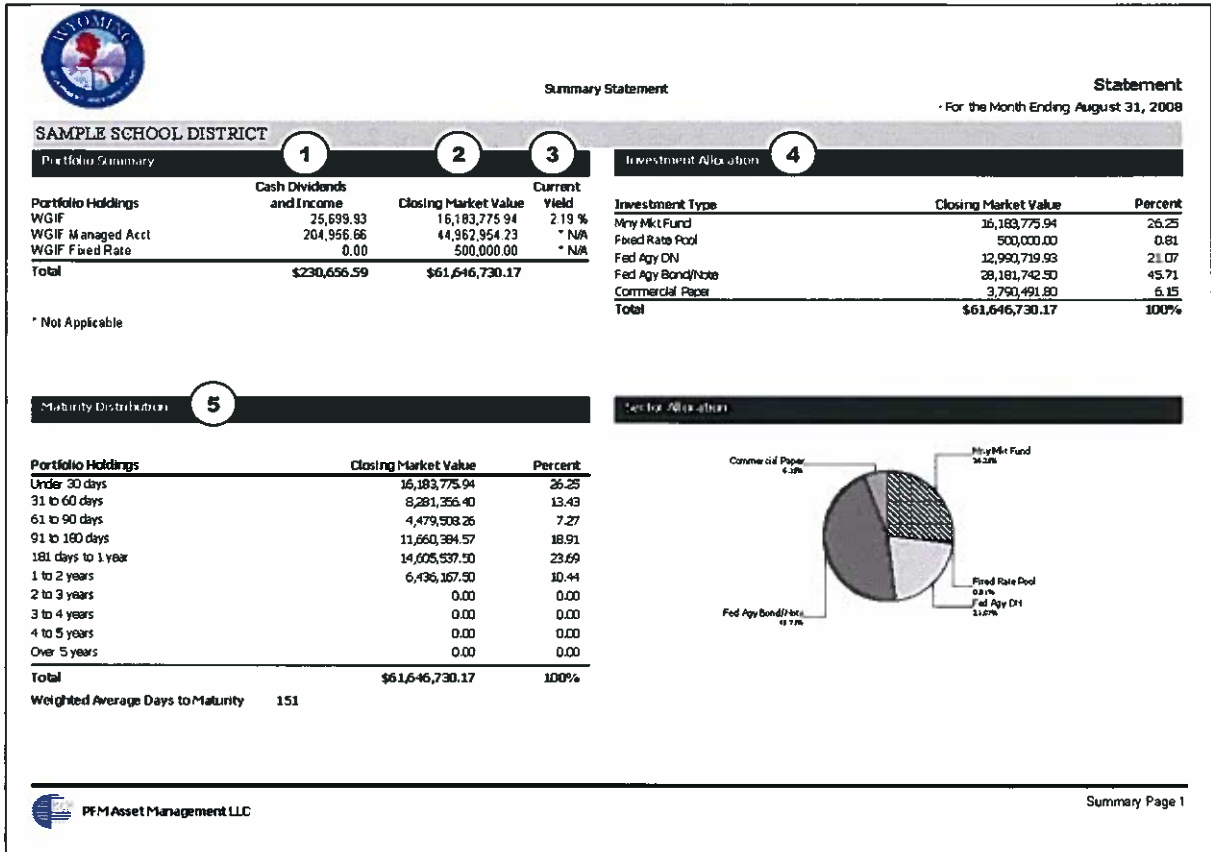 WYOMING
Summary Statement
Statement
For the Month Ending August 31, 2008
SAMPLE SCHOOL DISTRICT
Portfolio Summary
1
2
3
Investment Allocation
4
Cash Dividends Current
Portfolio Holdings and Income Closing Market Value Yield
WGIF 25,699.93 16,183,775.94 2.19 %
WGIF Managed Acct 204,956.66 44,962,954.23 * N/A
WGIF Fixed Rate 0.00 500,000.00 * N/A
Total $230,656.59 $61,646,730.17
* Not Applicable
Investment Type Closing Market Value Percent
Mny Mkt Fund 16,183,775.94 26.25
Fixed Rate Pool 500,000.00 0.81
Fed Agy DN 12,990,719.93 21.07
Fed Agy Bond/Note 28,181,742.50 45.71
Commercial Paper 3,790,491.80 6.15
Total $61,646,730.17 100%
Maturity Distribution
5
Portfolio Holdings Closing Market Value Percent
Under 30 days 16,183,775.94 26.25
31 to 60 days 8,281,356.40 13.43
61 to 90 days 4,479,508.26 7.27
91 to 180 days 11,660,384.57 18.91
181 days to 1 year 14,605,537.50 23.69
1 to 2 years 6,436,167.50 10.44
2 to 3 years 0.00 0.00
3 to 4 years 0.00 0.00
4 to 5 years 0.00 0.00
Over 5 years 0.00 0.00
Total $61,646,730.17 100%
Weighted Average Days to Maturity 151
Sector Allocation
Mny Mkt Fund
Commercial Paper
Fixed Rate Pool
0.81%
Fed Agy DN
Fed Agy Bond/Note
PFM Asset Management LLC
Summary Page 1